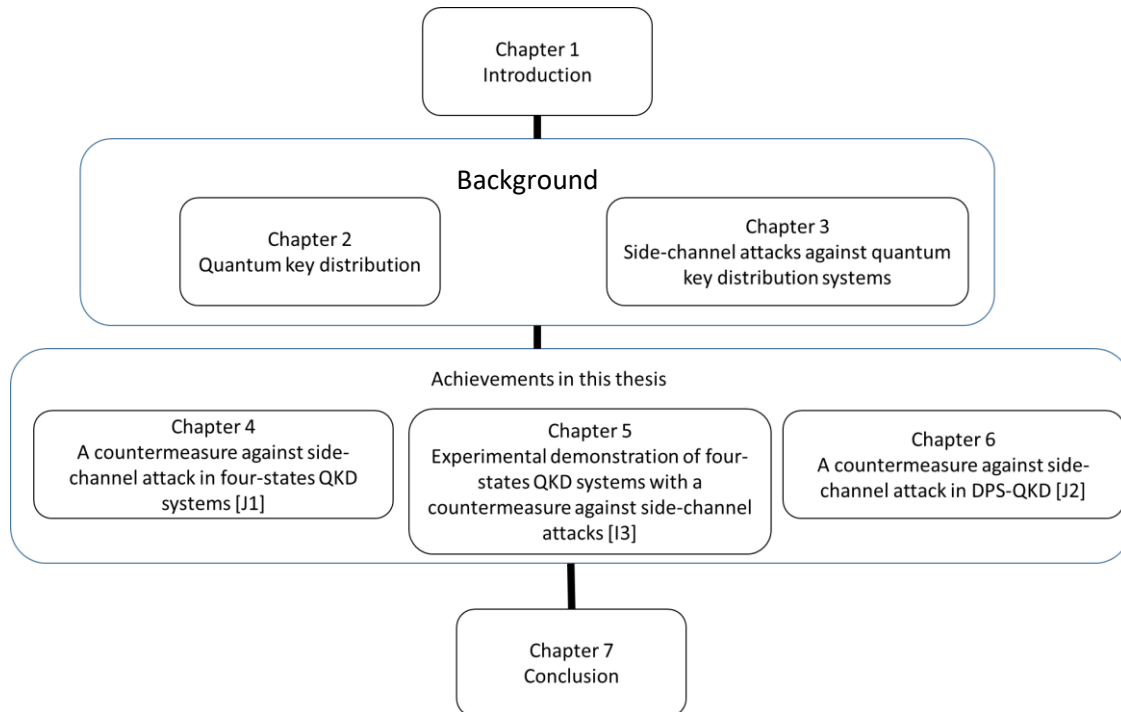 Chapter 1
Introduction
Background
Chapter 2
Quantum key distribution
Chapter 3
Side-channel attacks against quantum
key distribution systems
Achievements in this thesis
Chapter 4
A countermeasure against side-
channel attack in four-states QKD
systems [J1]
Chapter 5
Experimental demonstration of four-
states QKD systems with a
countermeasure against side-channel
attacks [I3]
Chapter 6
A countermeasure against side-
channel attack in DPS-QKD [J2]
Chapter 7
Conclusion